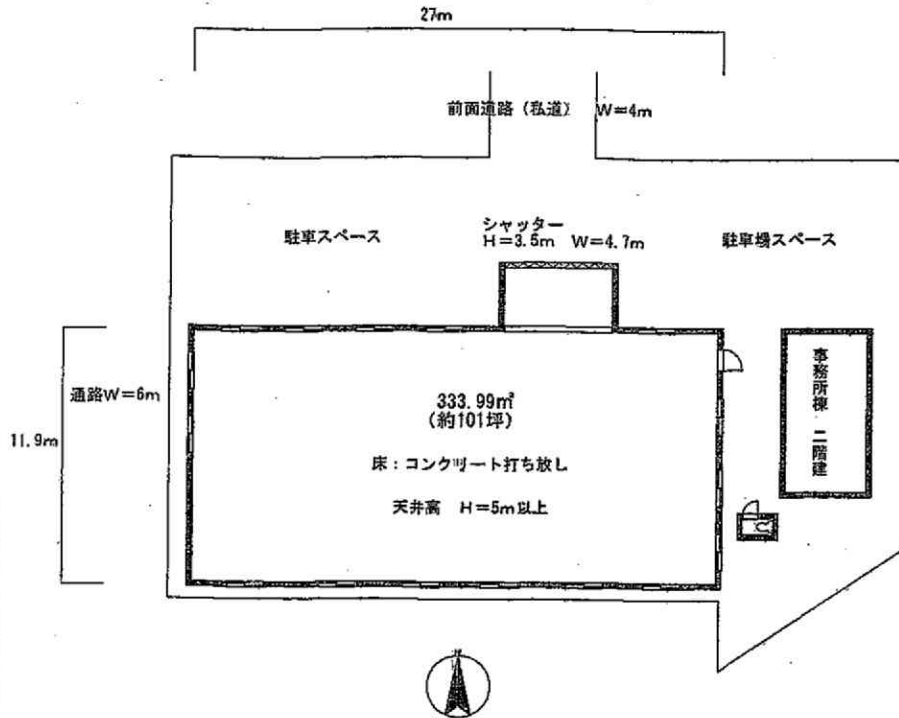 27m
前面道路（私道） W＝4m
駐車スペース
シャッター
H＝3.5m W＝4.7m
駐車場スペース
通路W＝6m
11.9m
333.99㎡
（約101坪）
床：コンクリート打ち放し
天井高 H＝5m以上
事務所棟 二階建
N